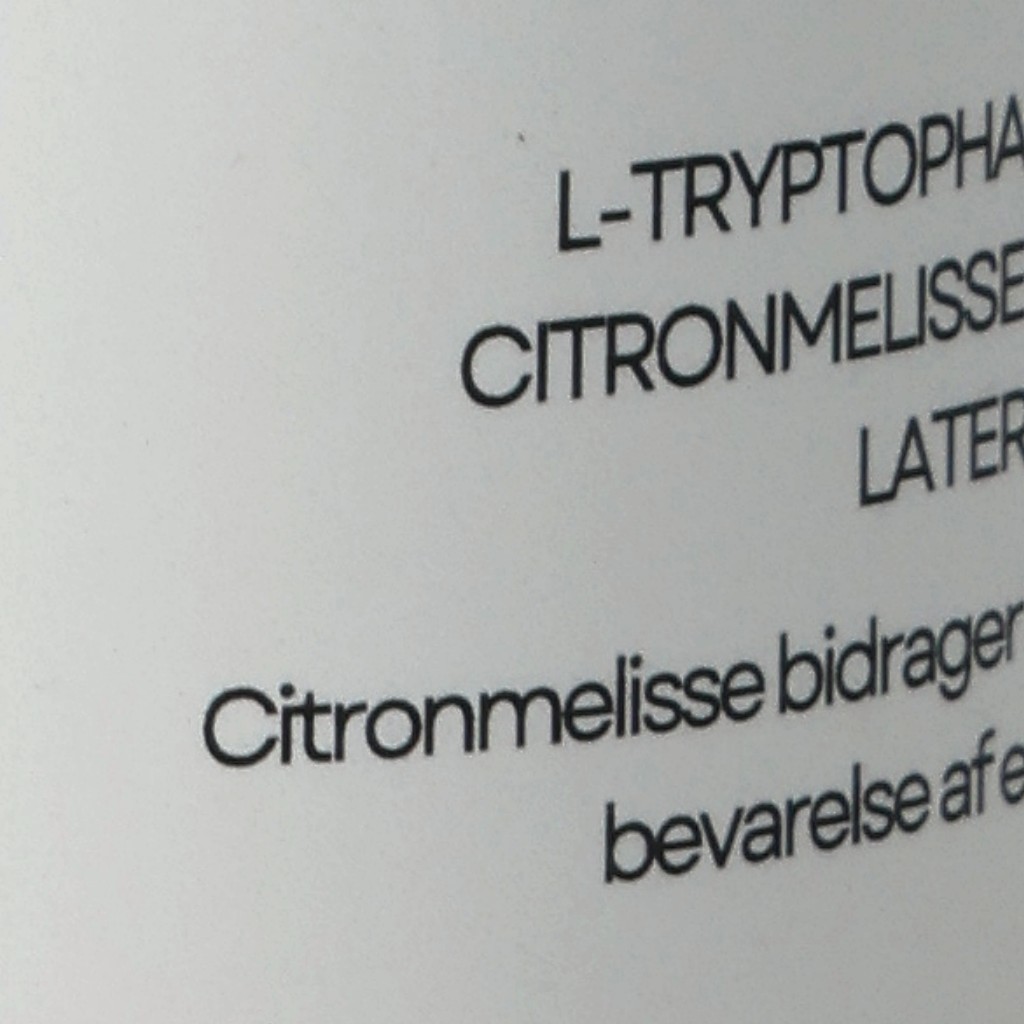 L-TRYPTOPHA
CITRONMELISSE
LATER
Citronmelisse bidrager
bevarelse af e